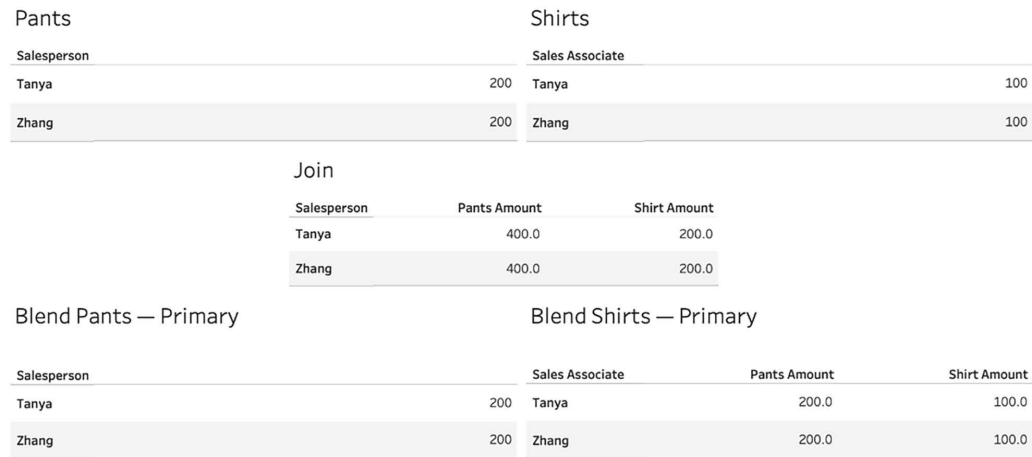 Pants
Salesperson
Tanya 200
Zhang 200
Shirts
Sales Associate
Tanya 100
Zhang 100
Join
Salesperson Pants Amount Shirt Amount
Tanya 400.0 200.0
Zhang 400.0 200.0
Blend Pants — Primary
Salesperson
Tanya 200
Zhang 200
Blend Shirts — Primary
Sales Associate Pants Amount Shirt Amount
Tanya 200.0 100.0
Zhang 200.0 100.0